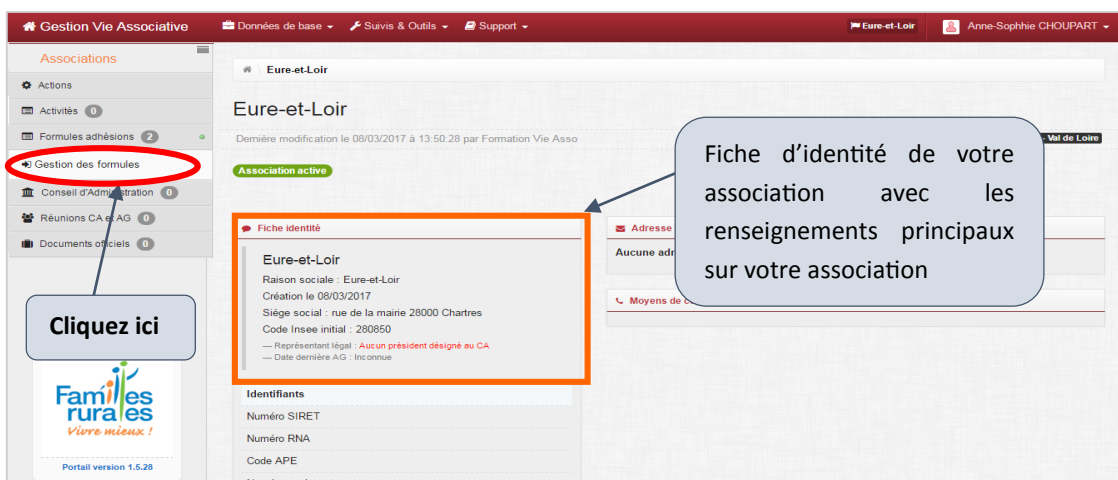 Gestion Vie Associative
Données de base
Suivis & Outils
Support
Eure-et-Loir
Anne-Sophhie CHOUPART
Associations
Actions
Activités 0
Formules adhésions 2
Gestion des formules
Conseil d'Administration 0
Réunions CA et AG 0
Documents officiels 0
Cliquez ici
Familles
rurales
Vivre mieux !
Portail version 1.5.28
Eure-et-Loir
Eure-et-Loir
Dernière modification le 08/03/2017 à 13:50:28 par Formation Vie Asso
- Val de Loire
Association active
Fiche d'identité de votre
association avec les
renseignements principaux
sur votre association
Fiche identité
Eure-et-Loir
Raison sociale : Eure-et-Loir
Création le 08/03/2017
Siège social : rue de la mairie 28000 Chartres
Code Insee initial : 280850
— Représentant légal : Aucun président désigné au CA
— Date dernière AG : Inconnue
Identifiants
Numéro SIRET
Numéro RNA
Code APE
Adresse
Aucune adr
Moyens de c